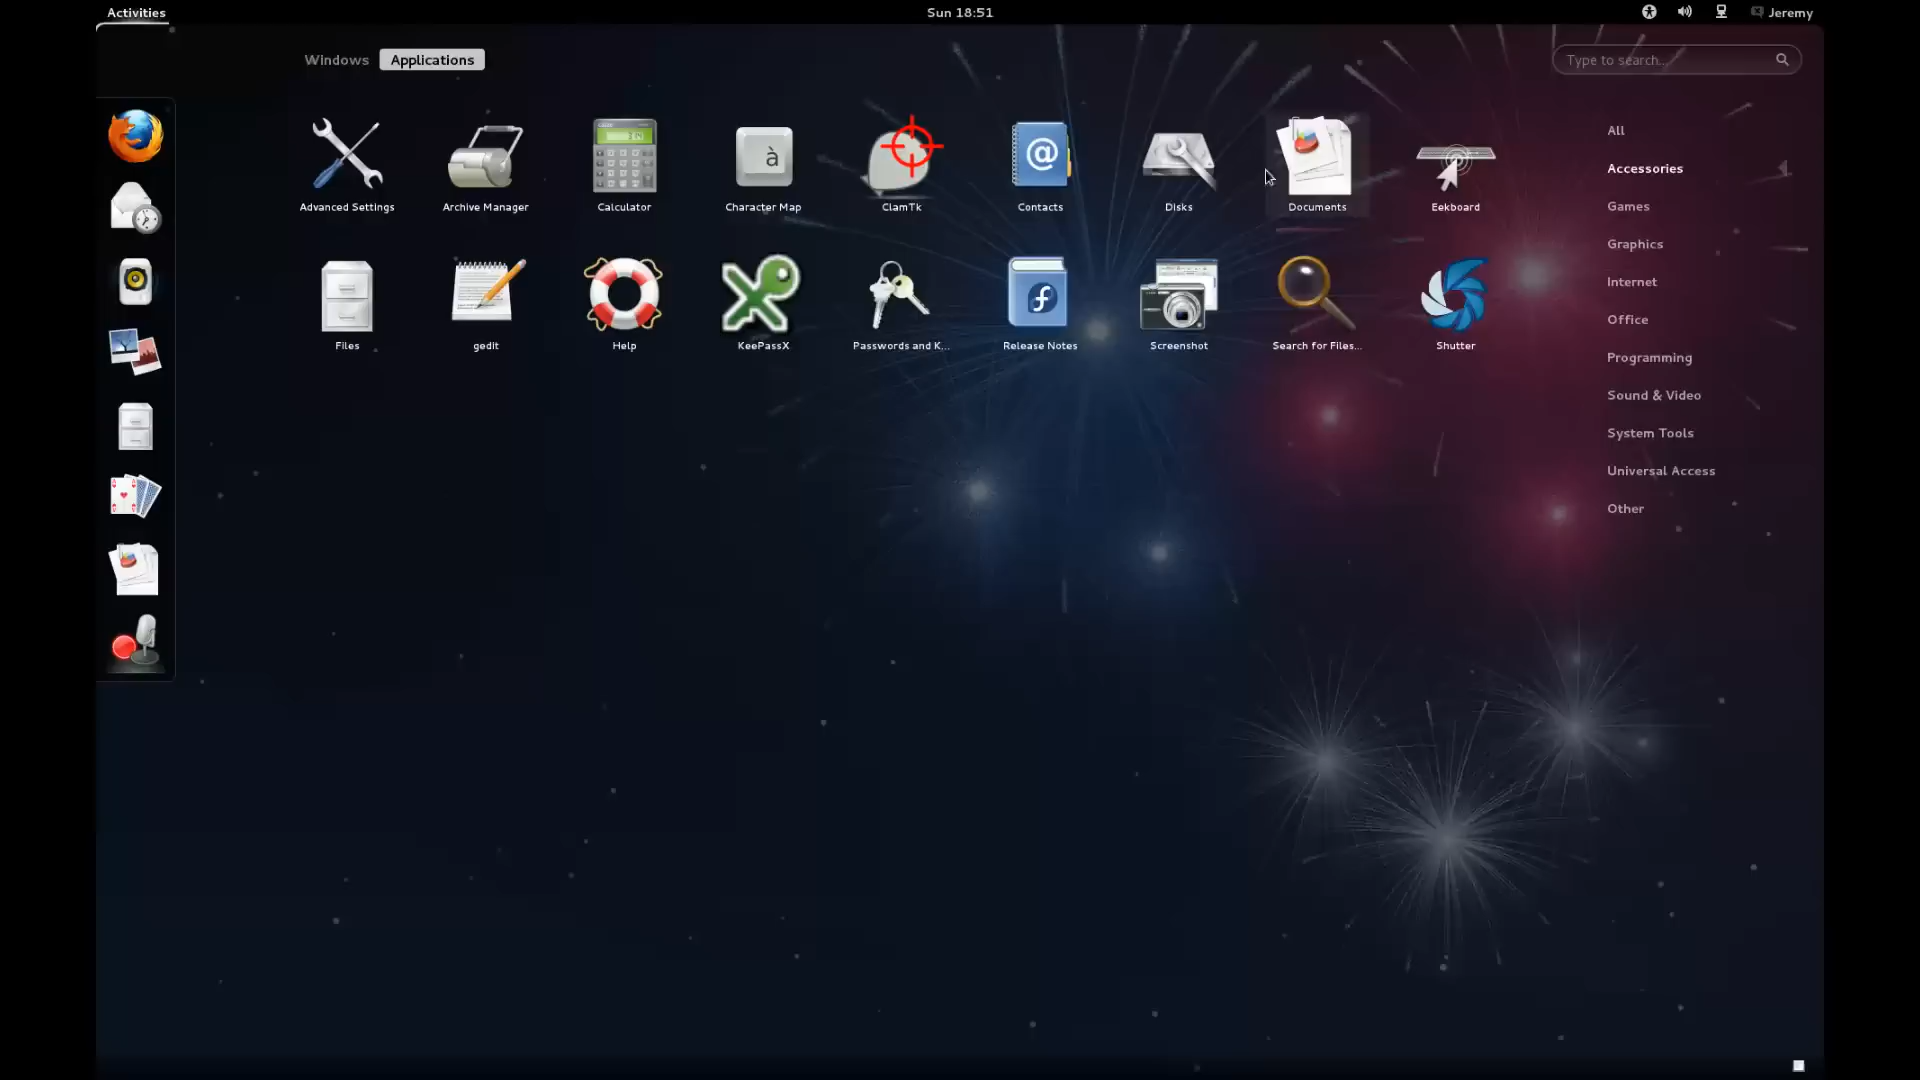 Activities
Sun 18:51
Jeremy
Windows
Applications
Type to search...
Advanced Settings
Archive Manager
Calculator
Character Map
ClamTk
Contacts
Disks
Documents
Eekboard
Files
gedit
Help
KeePassX
Passwords and K...
Release Notes
Screenshot
Search for Files...
Shutter
All
Accessories
Games
Graphics
Internet
Office
Programming
Sound & Video
System Tools
Universal Access
Other